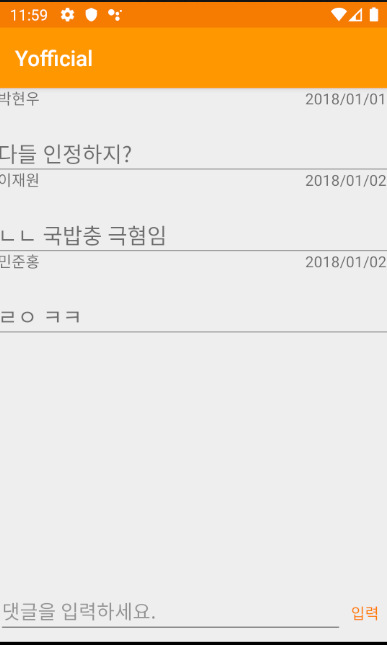 11:59
Yofficial
박현우 2018/01/01
다들 인정하지?
이재원 2018/01/02
ㄴㄴ 국밥충 극혐임
민준홍 2018/01/02
ㄹㅇ ㅋㅋ
댓글을 입력하세요. 입력